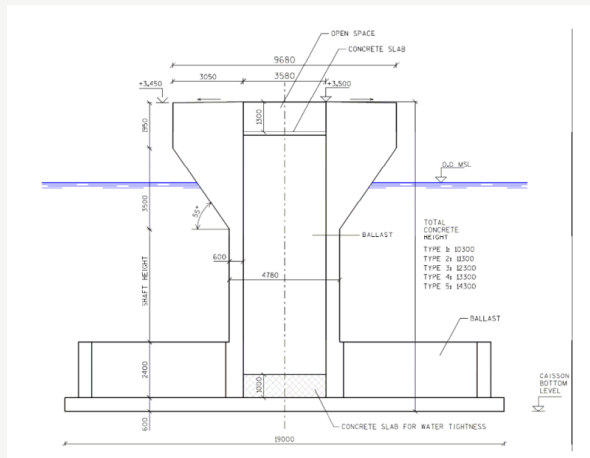 OPEN SPACE
CONCRETE SLAB
9680
3050
3580
+3,450
+3,500
1950
1300
0,0 MSL
3500
55°
TOTAL
CONCRETE
HEIGHT
TYPE 1: 10300
TYPE 2: 11300
TYPE 3: 12300
TYPE 4: 13300
TYPE 5: 14300
BALLAST
600
4780
SHAFT HEIGHT
BALLAST
2400
1000
CAISSON
BOTTOM
LEVEL
600
CONCRETE SLAB FOR WATER TIGHTNESS
19000